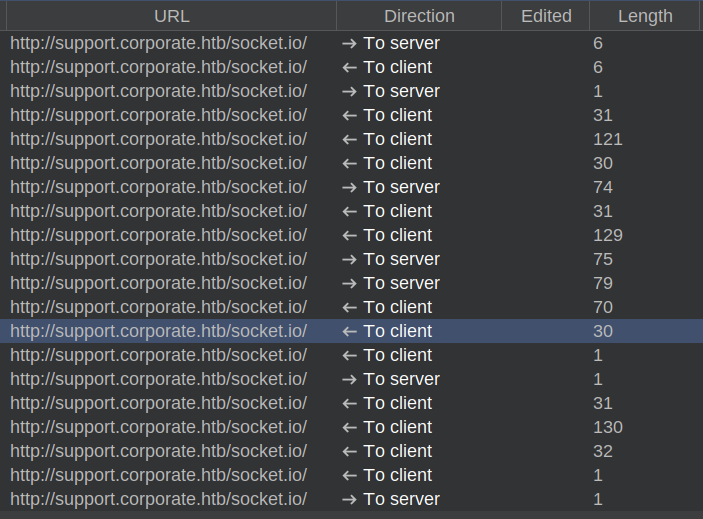 URL Direction Edited Length
http://support.corporate.htb/socket.io/ → To server 6
http://support.corporate.htb/socket.io/ ← To client 6
http://support.corporate.htb/socket.io/ → To server 1
http://support.corporate.htb/socket.io/ ← To client 31
http://support.corporate.htb/socket.io/ ← To client 121
http://support.corporate.htb/socket.io/ ← To client 30
http://support.corporate.htb/socket.io/ → To server 74
http://support.corporate.htb/socket.io/ ← To client 31
http://support.corporate.htb/socket.io/ ← To client 129
http://support.corporate.htb/socket.io/ → To server 75
http://support.corporate.htb/socket.io/ → To server 79
http://support.corporate.htb/socket.io/ ← To client 70
http://support.corporate.htb/socket.io/ ← To client 30
http://support.corporate.htb/socket.io/ ← To client 1
http://support.corporate.htb/socket.io/ → To server 1
http://support.corporate.htb/socket.io/ ← To client 31
http://support.corporate.htb/socket.io/ ← To client 130
http://support.corporate.htb/socket.io/ ← To client 32
http://support.corporate.htb/socket.io/ ← To client 1
http://support.corporate.htb/socket.io/ → To server 1